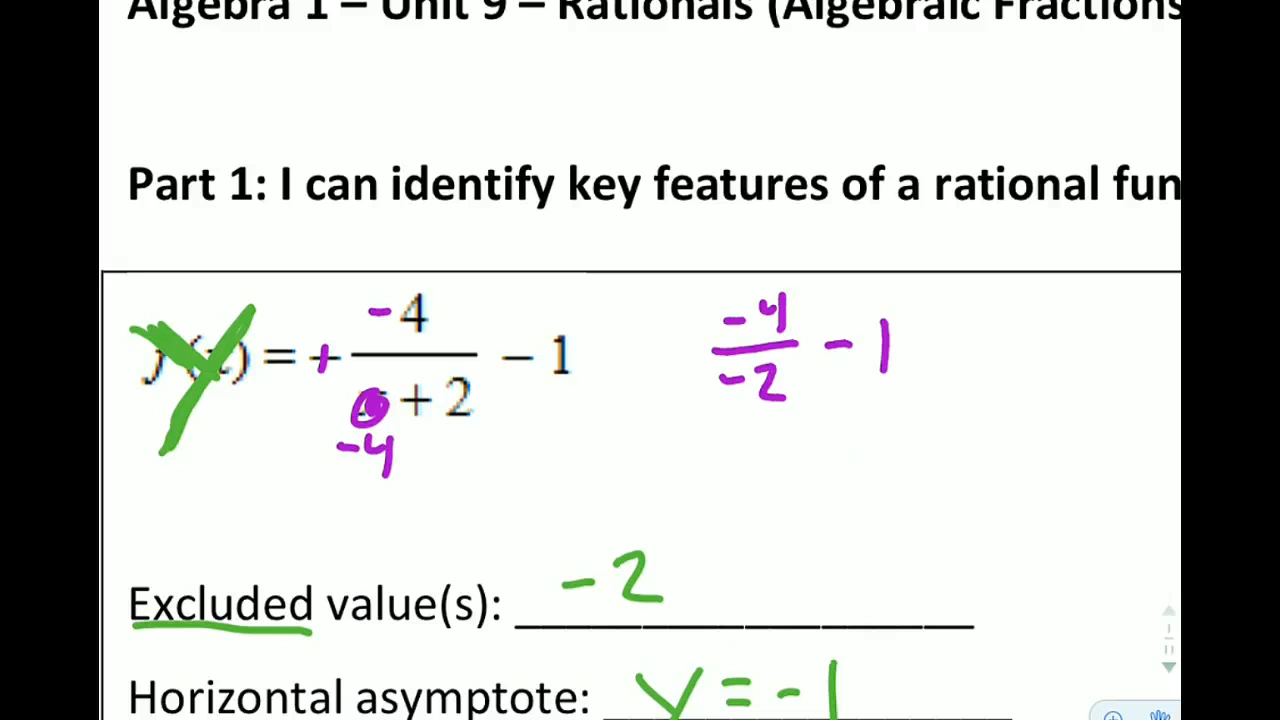 Algebra 1 – Unit 9 – Rationals (Algebraic Fractions
Part 1: I can identify key features of a rational fun
y = + -4/(x + 2) − 1
-4
-4/-2 - 1
Excluded value(s): -2
Horizontal asymptote: y = -1